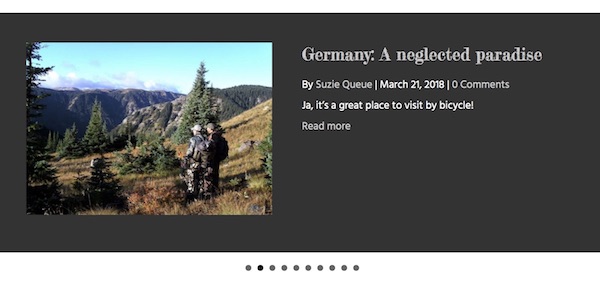 Germany: A neglected paradise
By Suzie Queue | March 21, 2018 | 0 Comments
Ja, it's a great place to visit by bicycle!
Read more